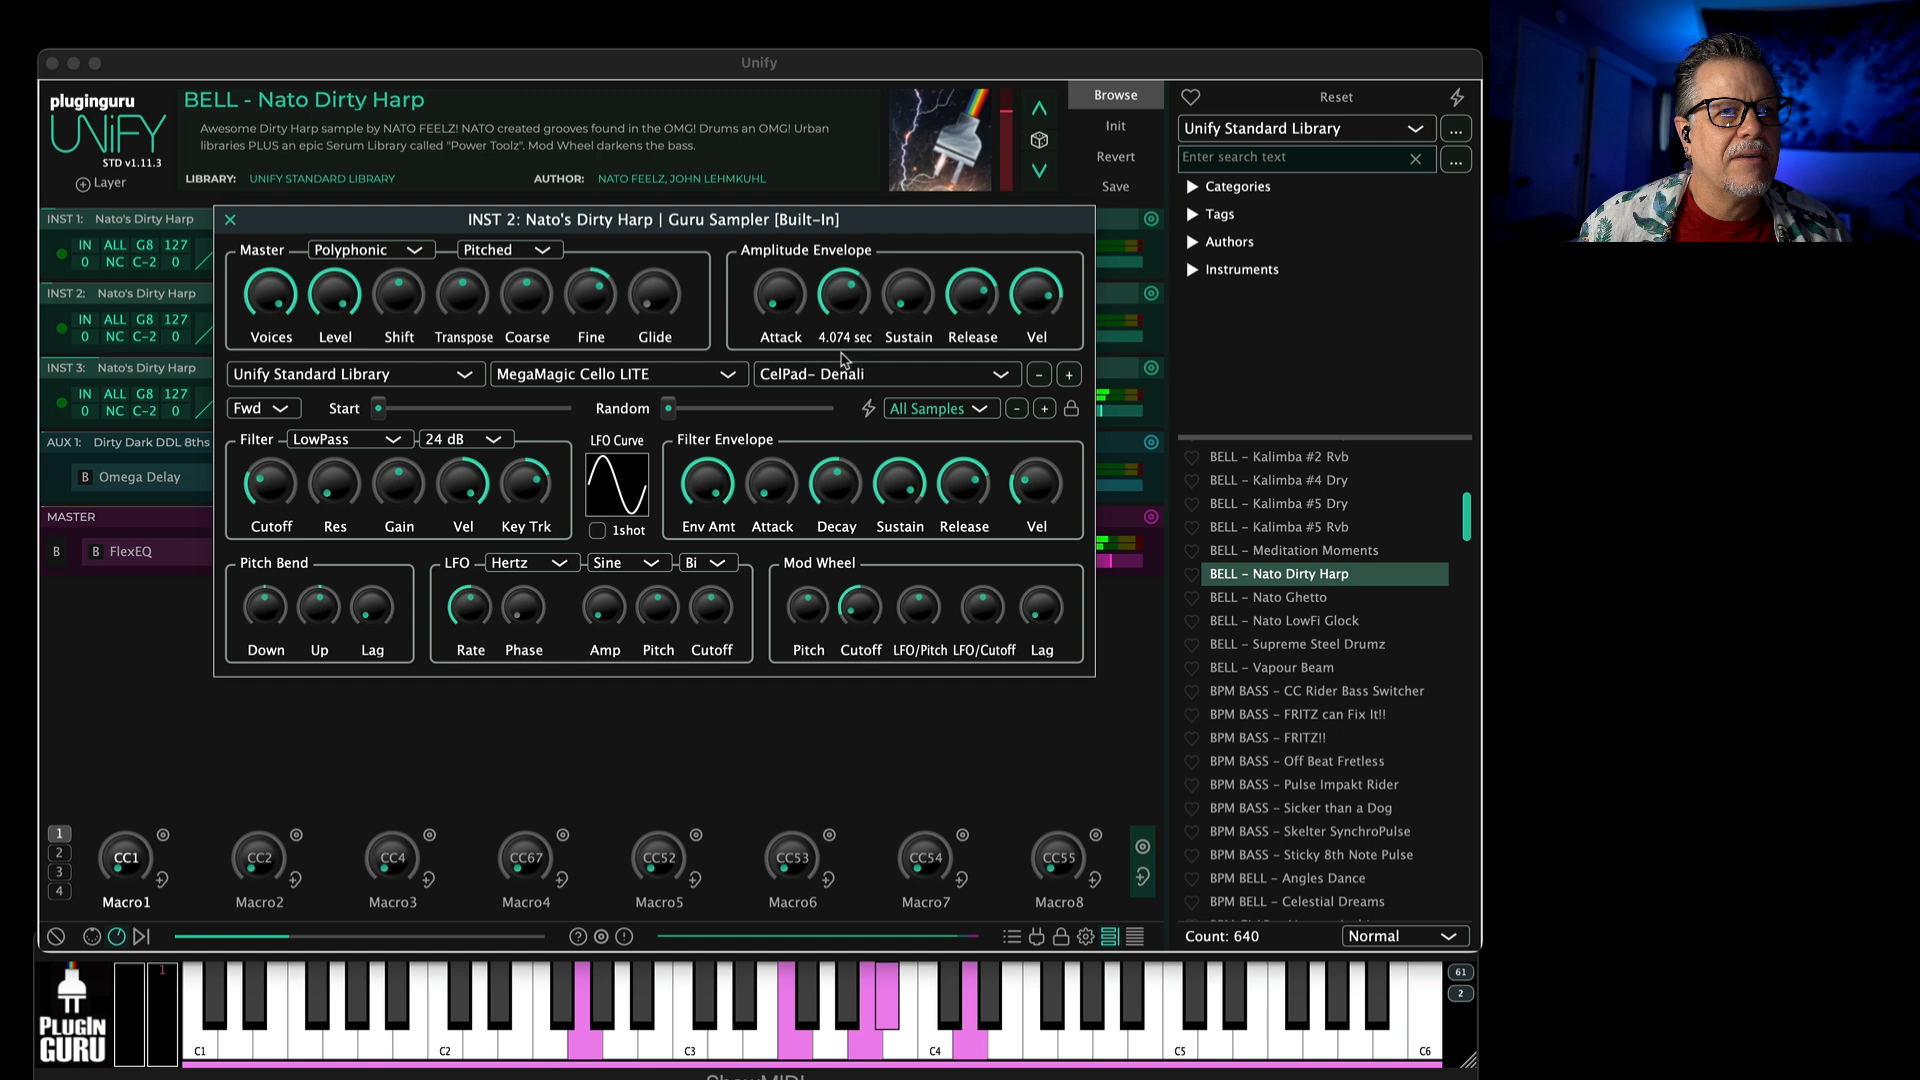 Unify
pluginguru
UNIFY
STD v1.11.3
+ Layer
BELL - Nato Dirty Harp
Awesome Dirty Harp sample by NATO FEELZ! NATO created grooves found in the OMG! Drums an OMG! Urban
libraries PLUS an epic Serum Library called "Power Toolz". Mod Wheel darkens the bass.
LIBRARY: UNIFY STANDARD LIBRARY AUTHOR: NATO FEELZ, JOHN LEHMKUHL
Browse
Init
Revert
Save
Reset
Unify Standard Library
...
Enter search text
...
Categories
Tags
Authors
Instruments
INST 1: Nato's Dirty Harp
IN ALL G8 127
0 NC C-2 0
INST 2: Nato's Dirty Harp
IN ALL G8 127
0 NC C-2 0
INST 3: Nato's Dirty Harp
IN ALL G8 127
0 NC C-2 0
AUX 1: Dirty Dark DDL 8ths
B Omega Delay
MASTER
B B FlexEQ
INST 2: Nato's Dirty Harp | Guru Sampler [Built-In]
Master Polyphonic Pitched
Voices Level Shift Transpose Coarse Fine Glide
Amplitude Envelope
Attack 4.074 sec Sustain Release Vel
Unify Standard Library MegaMagic Cello LITE CelPad- Denali - +
Fwd Start Random All Samples - +
Filter LowPass 24 dB
Cutoff Res Gain Vel Key Trk
LFO Curve
1shot
Filter Envelope
Env Amt Attack Decay Sustain Release Vel
Pitch Bend
Down Up Lag
LFO Hertz Sine Bi
Rate Phase Amp Pitch Cutoff
Mod Wheel
Pitch Cutoff LFO/Pitch LFO/Cutoff Lag
BELL - Kalimba #2 Rvb
BELL - Kalimba #4 Dry
BELL - Kalimba #5 Dry
BELL - Kalimba #5 Rvb
BELL - Meditation Moments
BELL - Nato Dirty Harp
BELL - Nato Ghetto
BELL - Nato LowFi Glock
BELL - Supreme Steel Drumz
BELL - Vapour Beam
BPM BASS - CC Rider Bass Switcher
BPM BASS - FRITZ can Fix It!!
BPM BASS - FRITZ!!
BPM BASS - Off Beat Fretless
BPM BASS - Pulse Impakt Rider
BPM BASS - Sicker than a Dog
BPM BASS - Skelter SynchroPulse
BPM BASS - Sticky 8th Note Pulse
BPM BELL - Angles Dance
BPM BELL - Celestial Dreams
Count: 640 Normal
1
2
3
4
CC1 CC2 CC4 CC67 CC52 CC53 CC54 CC55
Macro1 Macro2 Macro3 Macro4 Macro5 Macro6 Macro7 Macro8
PLUGIN
GURU
1
C1 C2 C3 C4 C5 C6
61
2
ShowMIDI